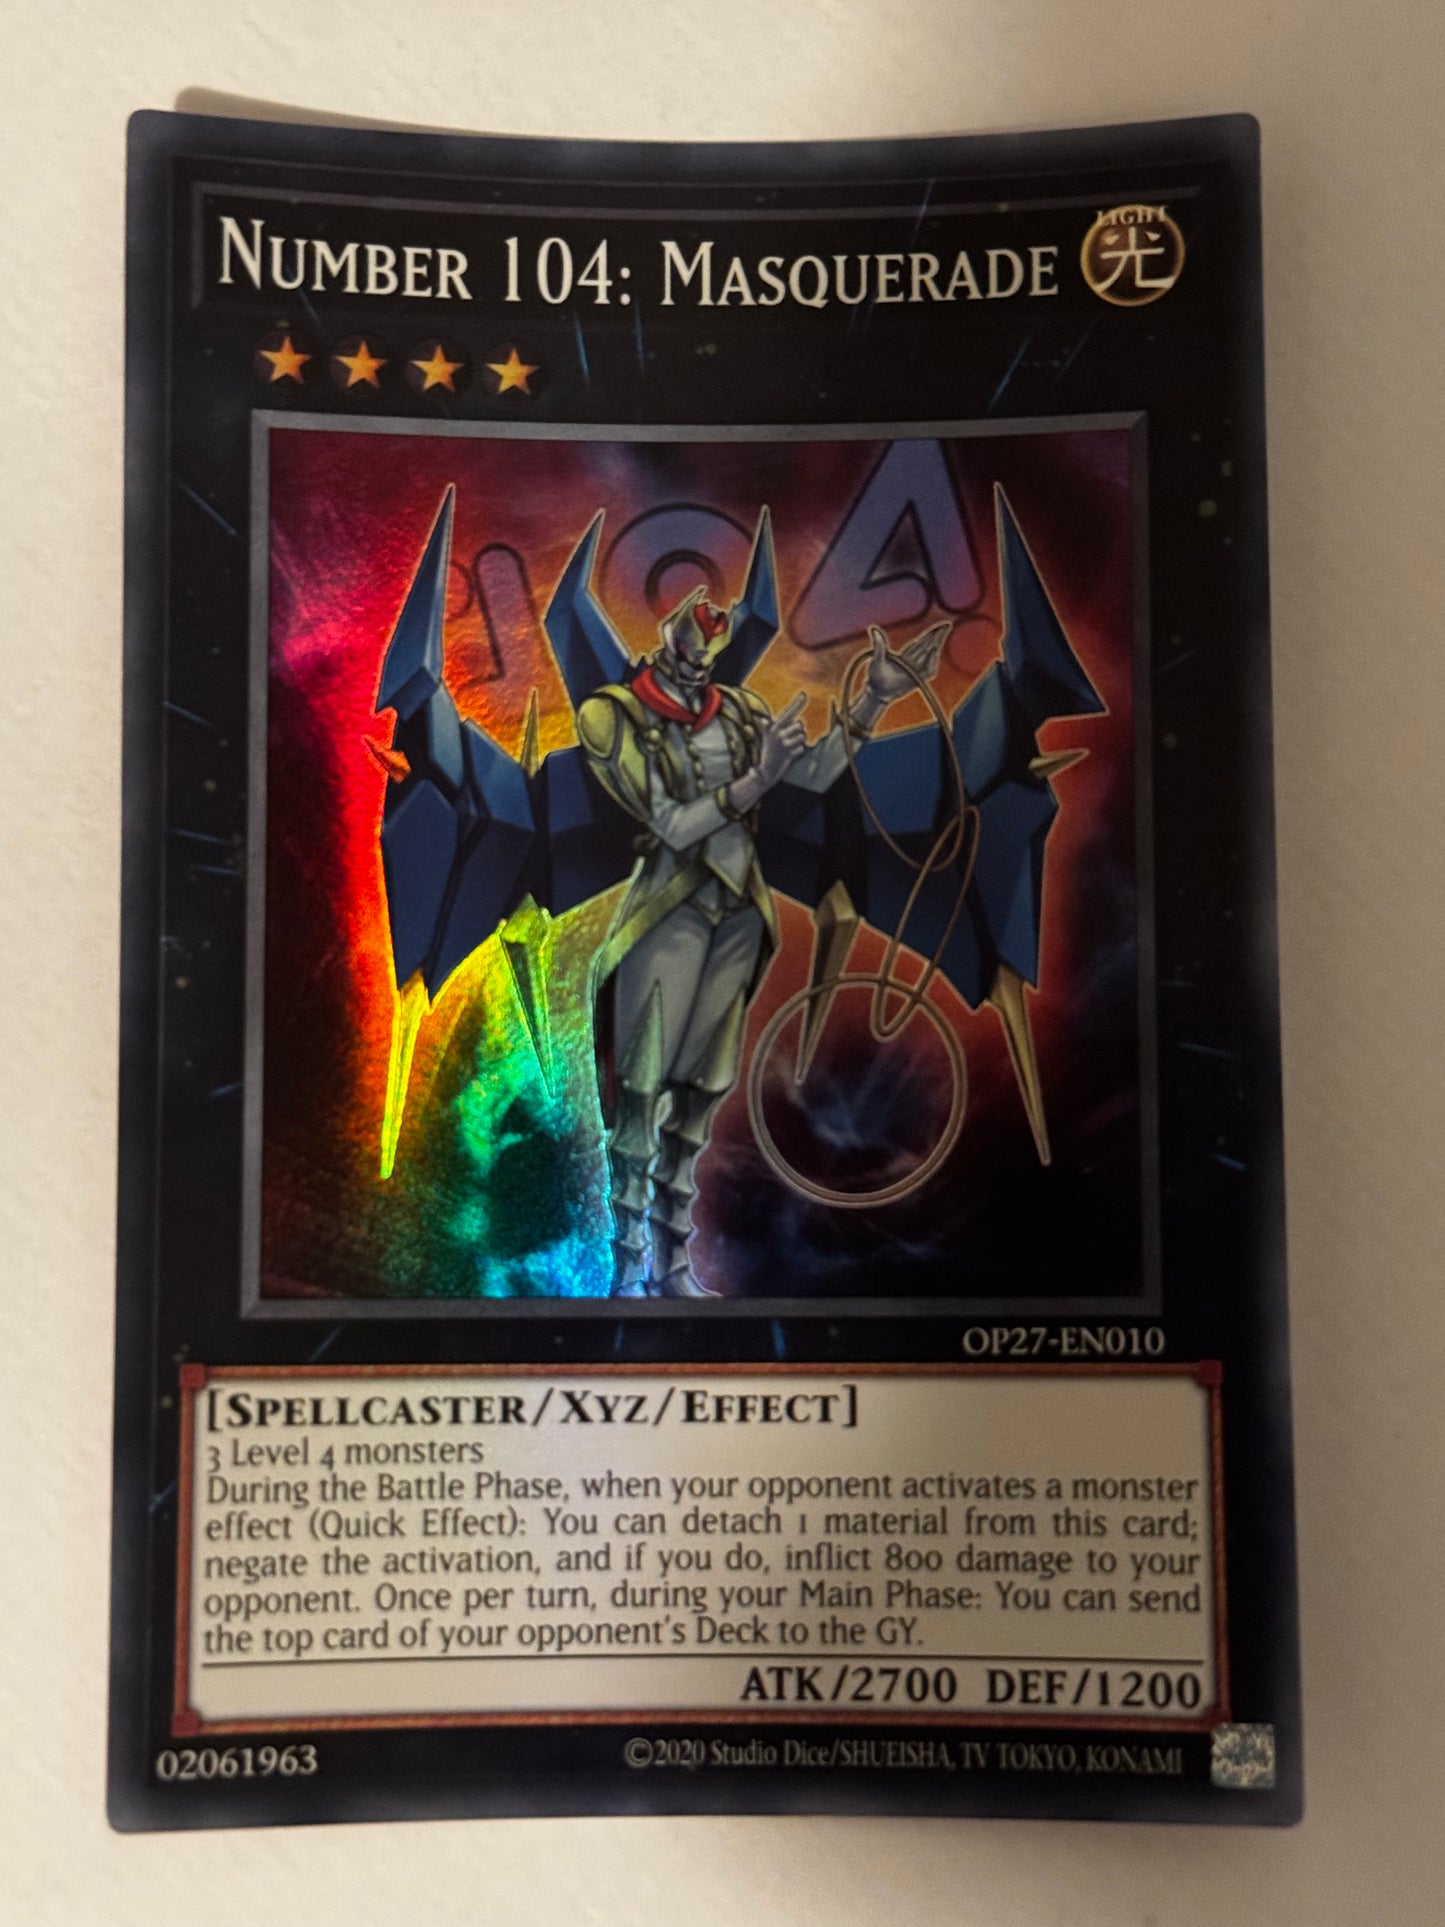 NUMBER 104: MASQUERADE
LIGHT
光
104
OP27-EN010
[SPELLCASTER/XYZ/EFFECT]
3 Level 4 monsters
During the Battle Phase, when your opponent activates a monster
effect (Quick Effect): You can detach 1 material from this card;
negate the activation, and if you do, inflict 800 damage to your
opponent. Once per turn, during your Main Phase: You can send
the top card of your opponent's Deck to the GY.
ATK/2700 DEF/1200
02061963
©2020 Studio Dice/SHUEISHA, TV TOKYO, KONAMI